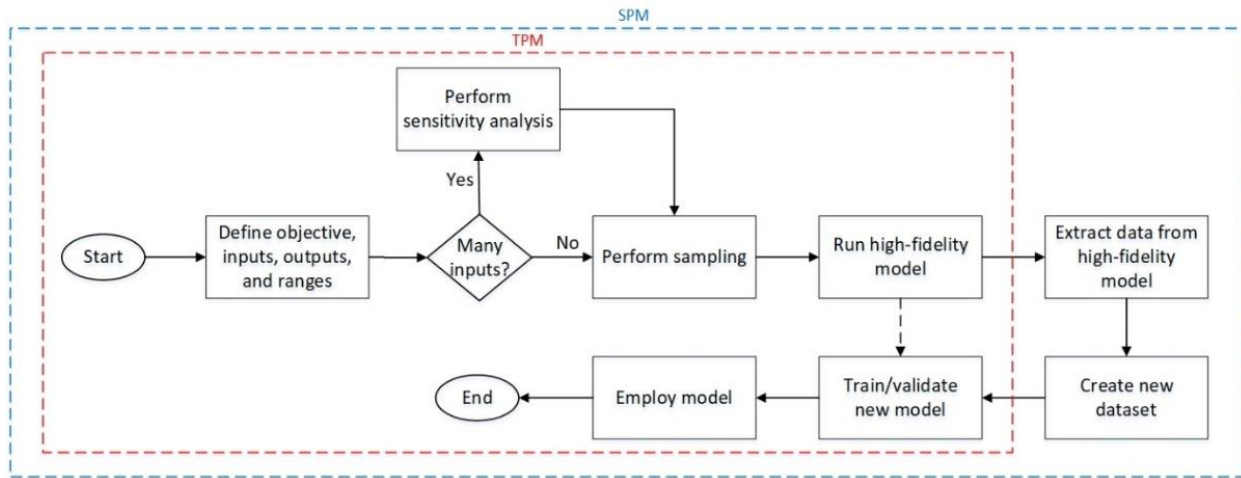 SPM
TPM
Perform
sensitivity analysis
Yes
Start
Define objective,
inputs, outputs,
and ranges
Many
inputs?
No
Perform sampling
Run high-fidelity
model
Extract data from
high-fidelity
model
End
Employ model
Train/validate
new model
Create new
dataset